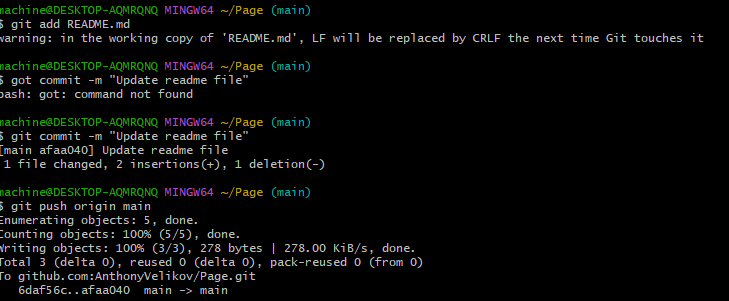 machine@DESKTOP-AQMRQNQ MINGW64 ~/Page (main)
$ git add README.md
warning: in the working copy of 'README.md', LF will be replaced by CRLF the next time Git touches it
machine@DESKTOP-AQMRQNQ MINGW64 ~/Page (main)
$ got commit -m "Update readme file"
bash: got: command not found
machine@DESKTOP-AQMRQNQ MINGW64 ~/Page (main)
$ git commit -m "Update readme file"
[main afaa040] Update readme file
 1 file changed, 2 insertions(+), 1 deletion(-)
machine@DESKTOP-AQMRQNQ MINGW64 ~/Page (main)
$ git push origin main
Enumerating objects: 5, done.
Counting objects: 100% (5/5), done.
Writing objects: 100% (3/3), 278 bytes | 278.00 KiB/s, done.
Total 3 (delta 0), reused 0 (delta 0), pack-reused 0 (from 0)
To github.com:AnthonyVelikov/Page.git
   6daf56c..afaa040  main -> main